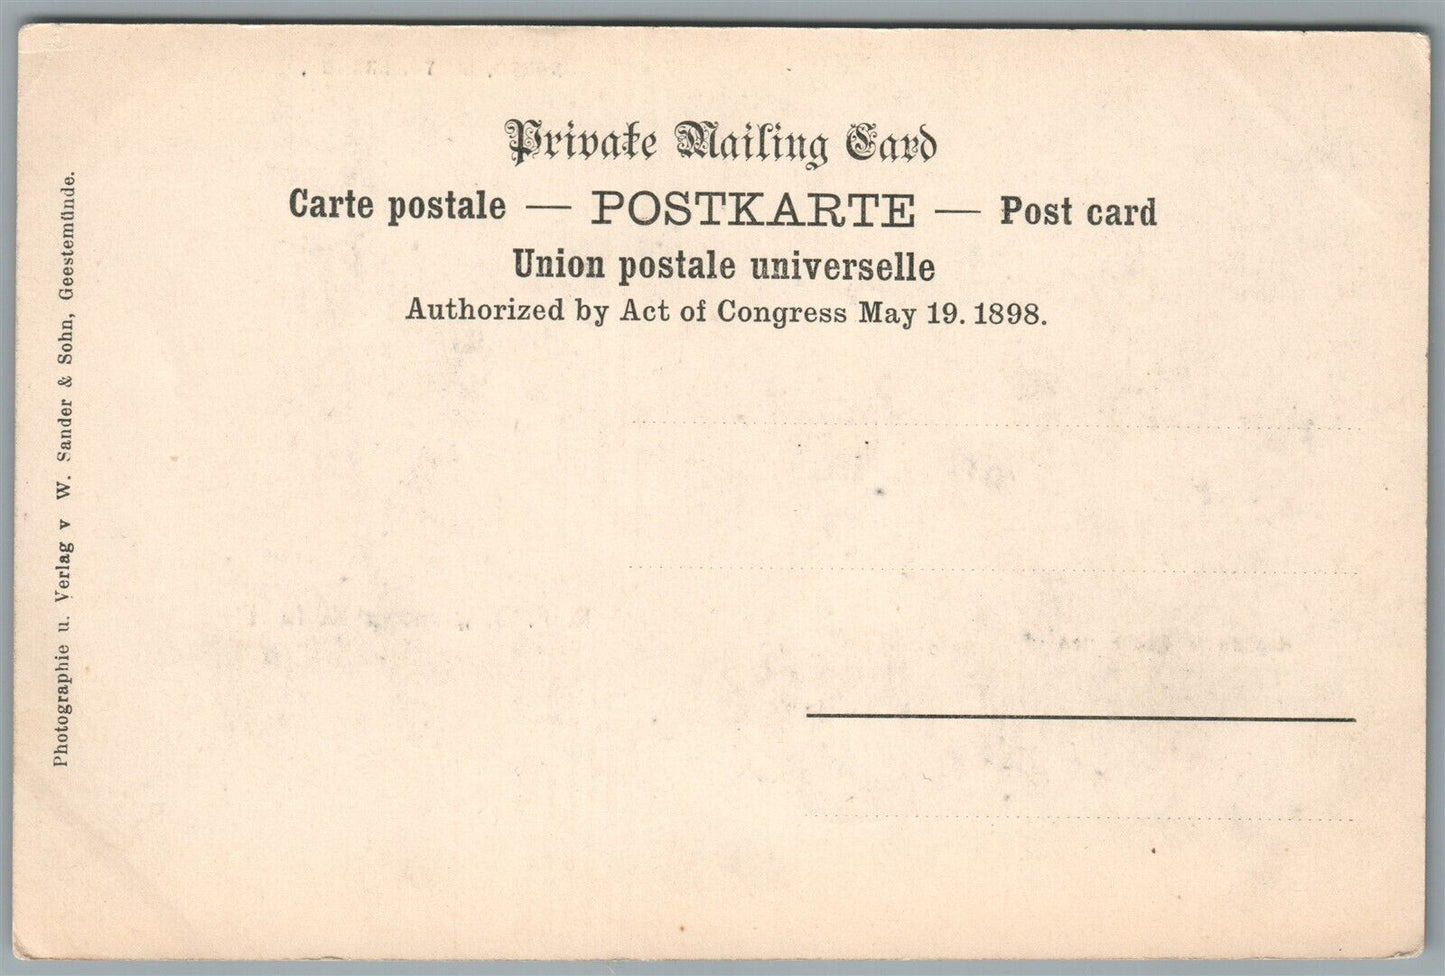 Private Mailing Card
Carte postale — POSTKARTE — Post card
Union postale universelle
Authorized by Act of Congress May 19. 1898.
Photographie u. Verlag v W. Sander & Sohn, Geestemünde.